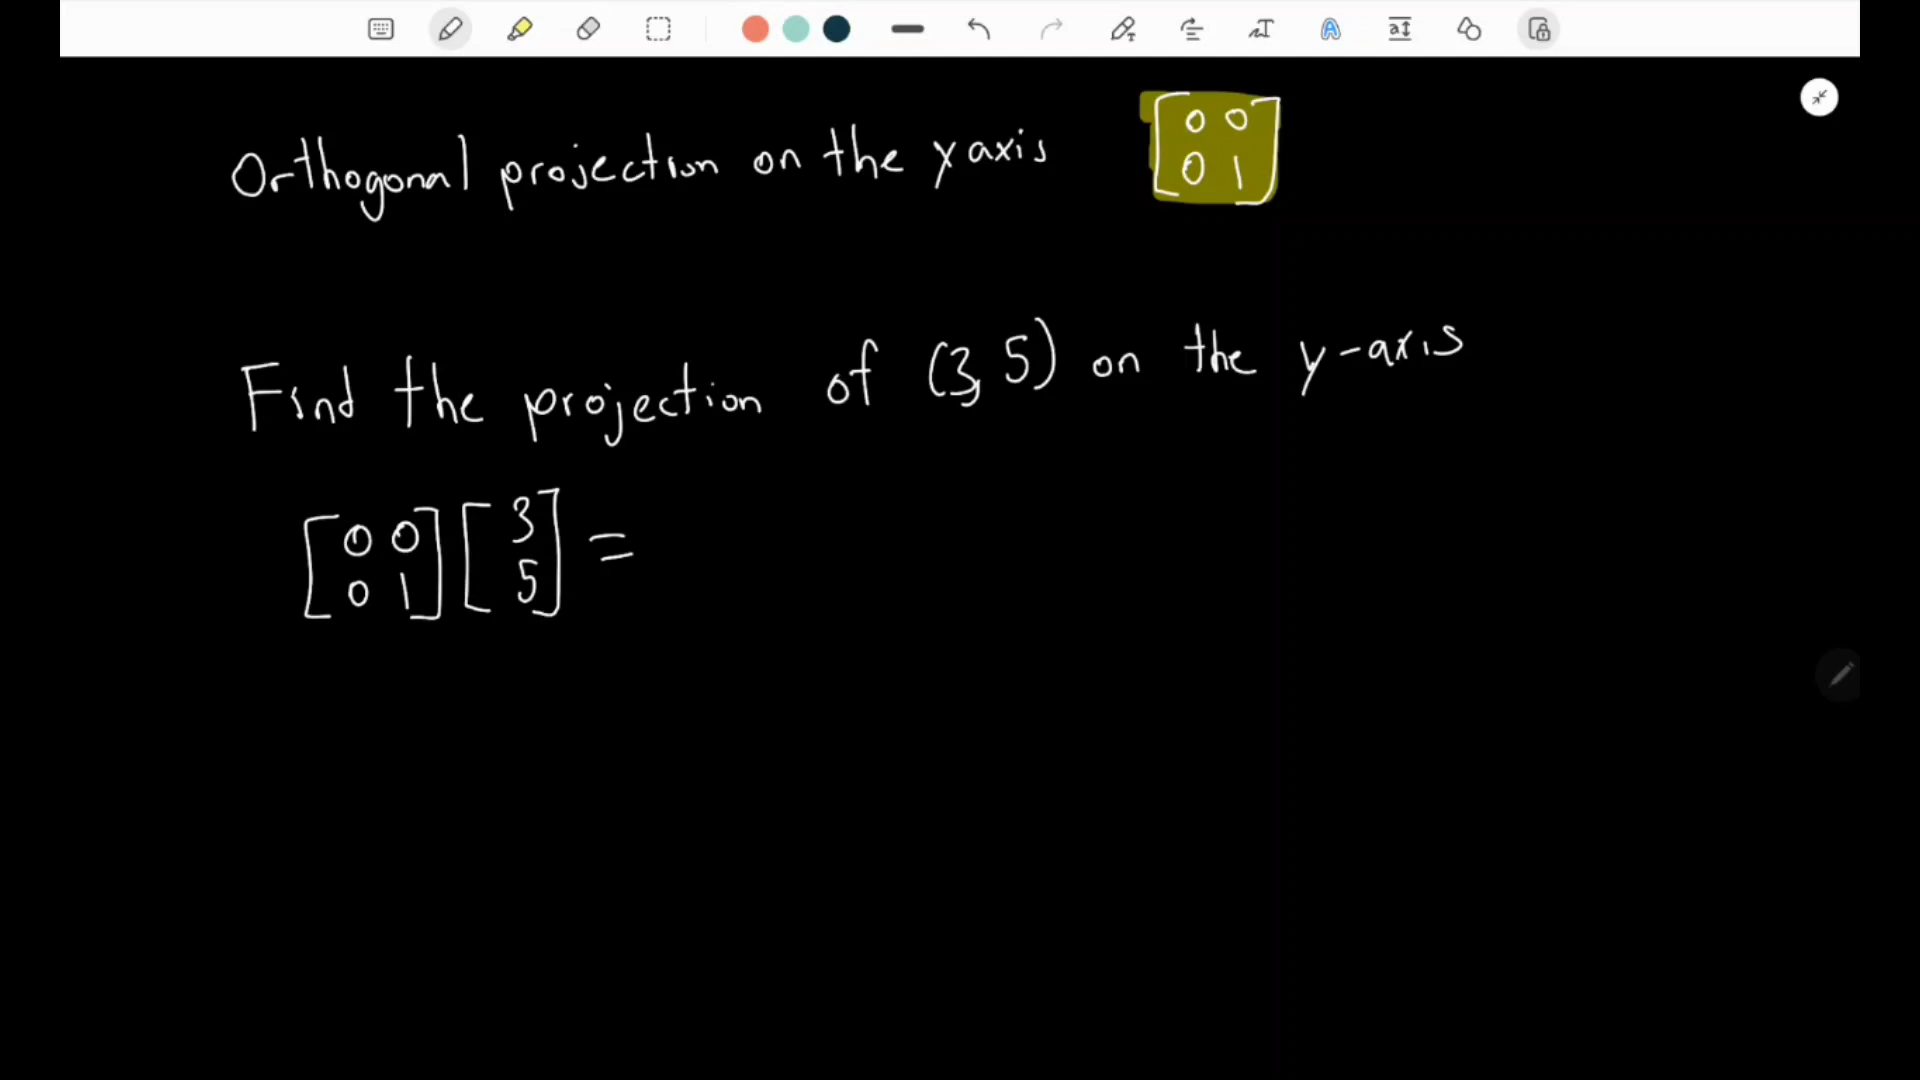 Orthogonal projection on the y axis [0 0
0 1]
Find the projection of (3, 5) on the y-axis
[0 0
0 1] [3
5] =